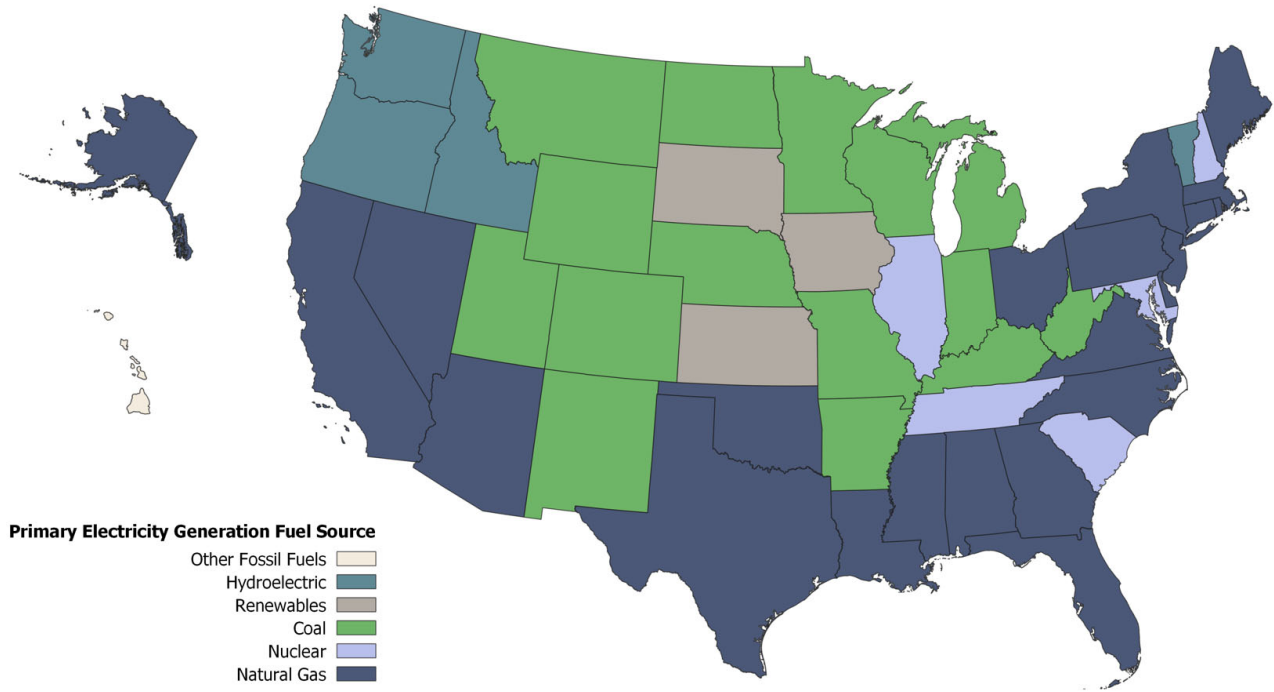 Primary Electricity Generation Fuel Source
Other Fossil Fuels
Hydroelectric
Renewables
Coal
Nuclear
Natural Gas